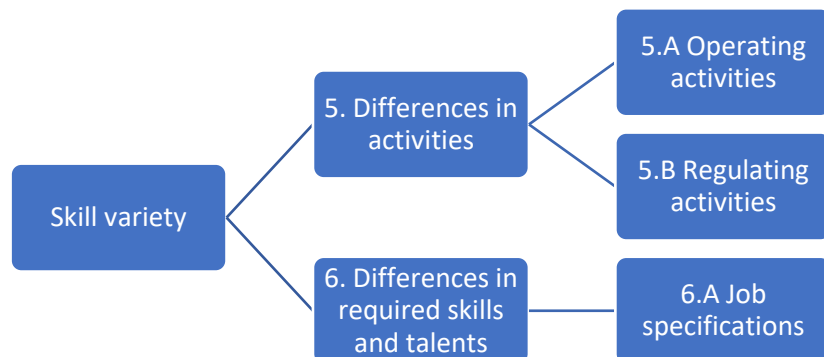 Skill variety
5. Differences in
activities
5.A Operating
activities
5.B Regulating
activities
6. Differences in
required skills
and talents
6.A Job
specifications